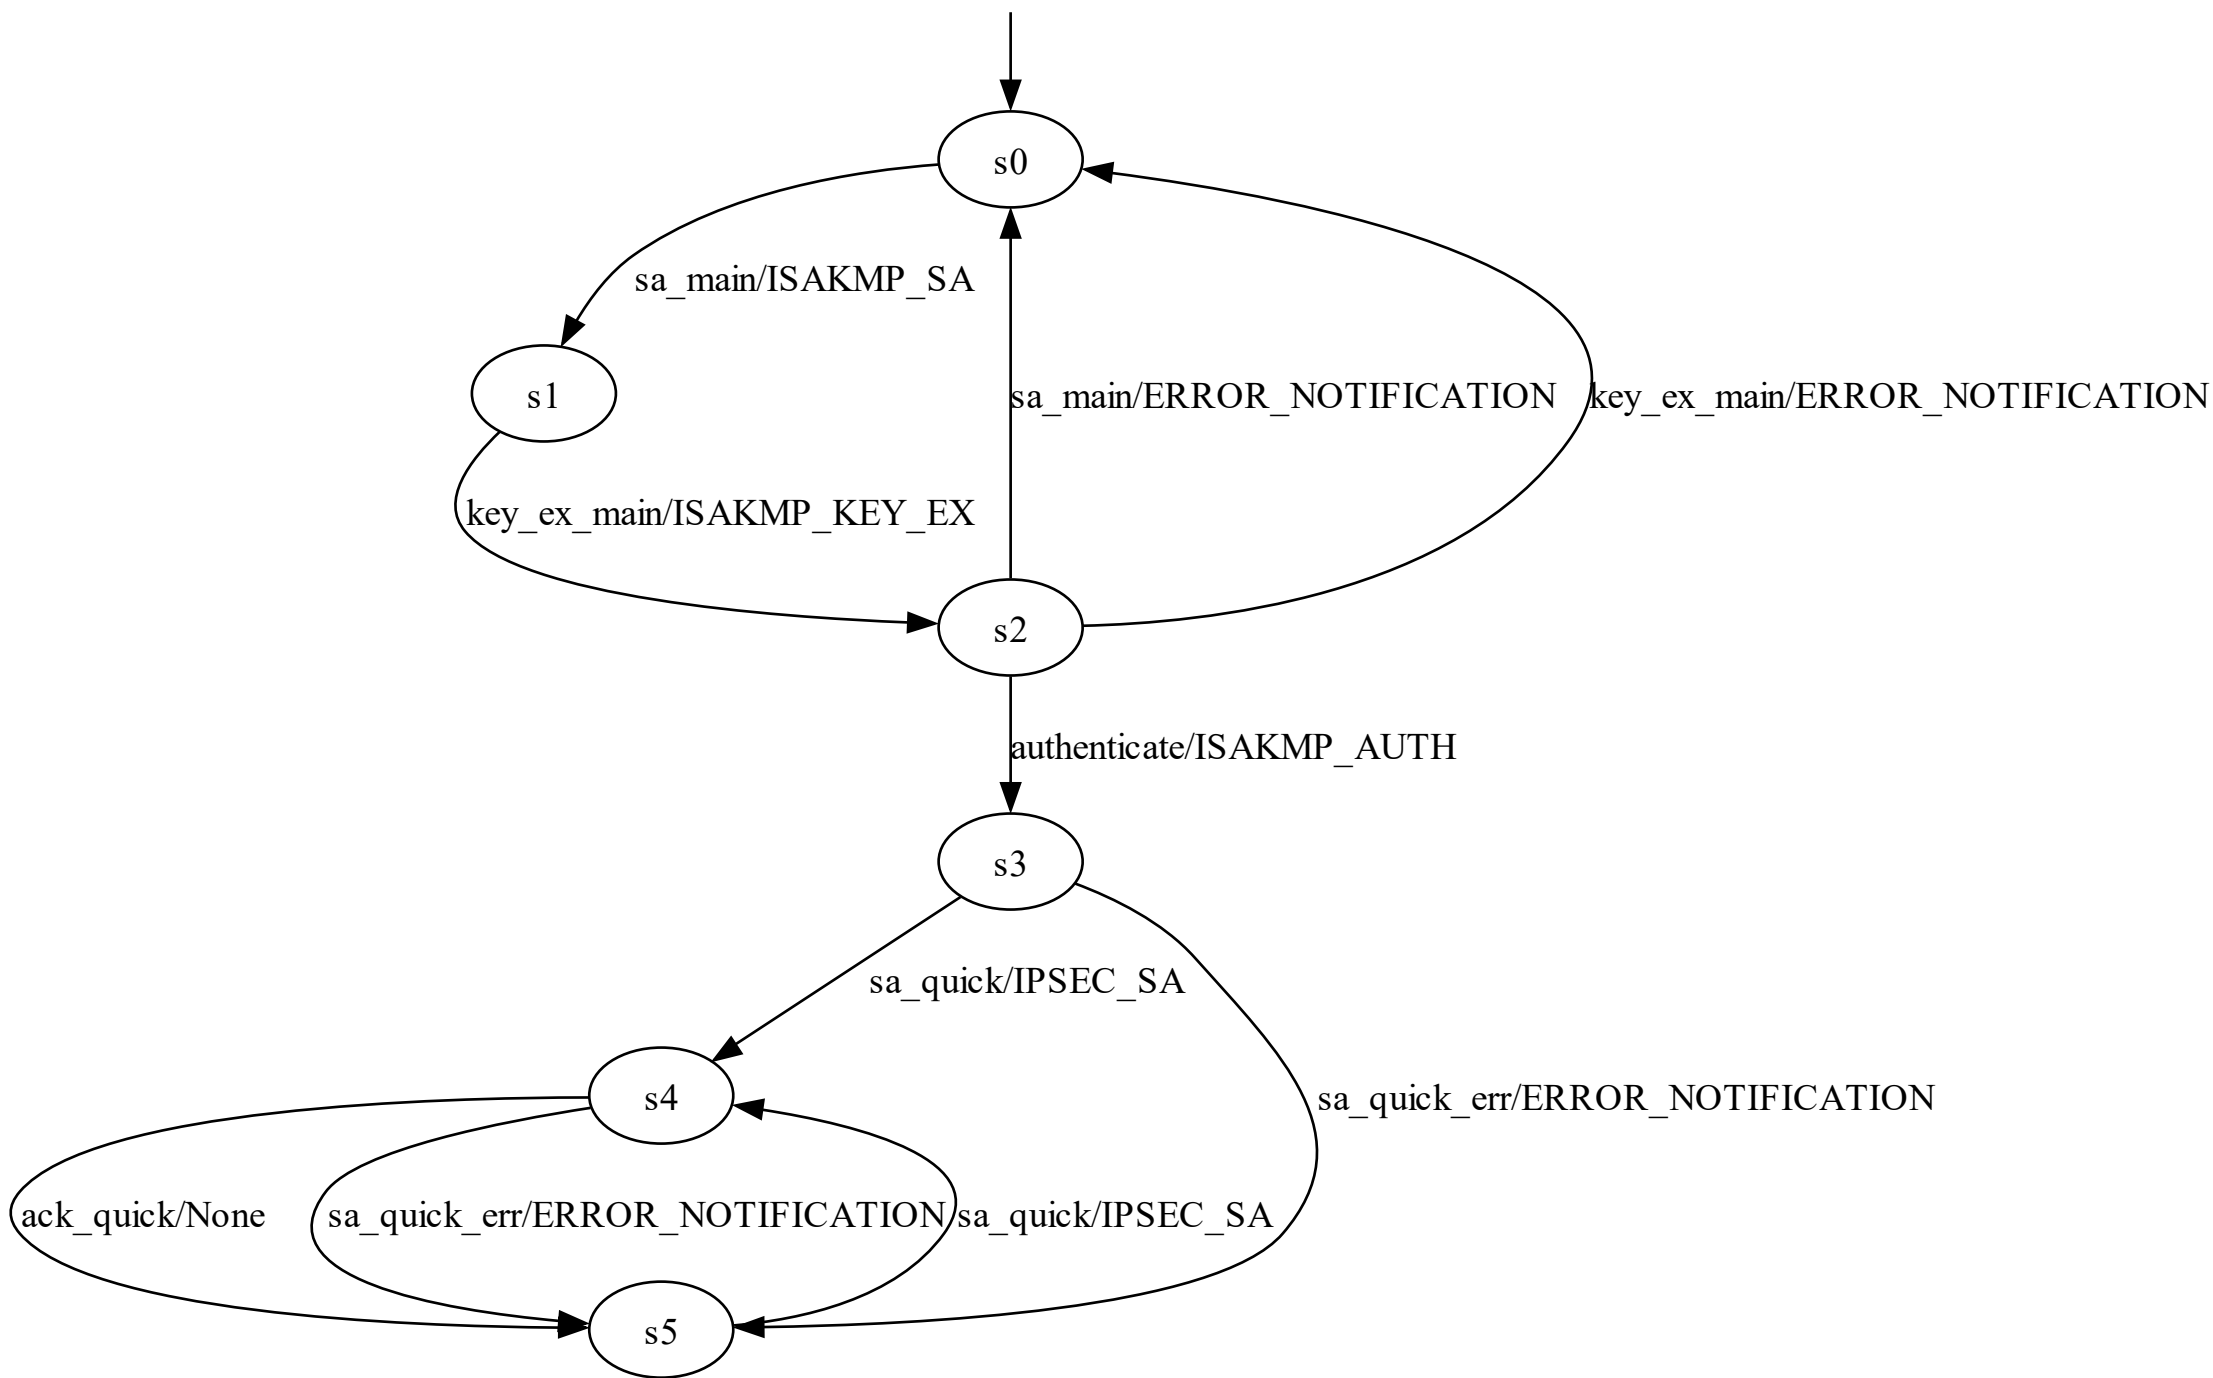 s0
sa_main/ISAKMP_SA
s1
sa_main/ERROR_NOTIFICATION
key_ex_main/ERROR_NOTIFICATION
key_ex_main/ISAKMP_KEY_EX
s2
authenticate/ISAKMP_AUTH
s3
sa_quick/IPSEC_SA
s4
sa_quick_err/ERROR_NOTIFICATION
ack_quick/None
sa_quick_err/ERROR_NOTIFICATION
sa_quick/IPSEC_SA
s5